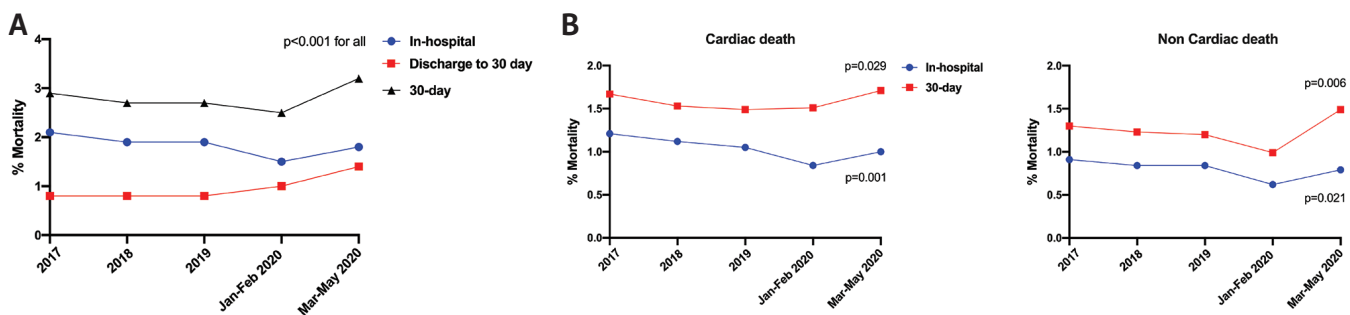 A
p<0.001 for all
In-hospital
Discharge to 30 day
30-day
% Mortality
4
3
2
1
0
2017
2018
2019
Jan-Feb 2020
Mar-May 2020
B
Cardiac death
p=0.029
In-hospital
30-day
% Mortality
2.0
1.5
1.0
0.5
0.0
p=0.001
2017
2018
2019
Jan-Feb 2020
Mar-May 2020
Non Cardiac death
p=0.006
% Mortality
2.0
1.5
1.0
0.5
0.0
p=0.021
2017
2018
2019
Jan-Feb 2020
Mar-May 2020